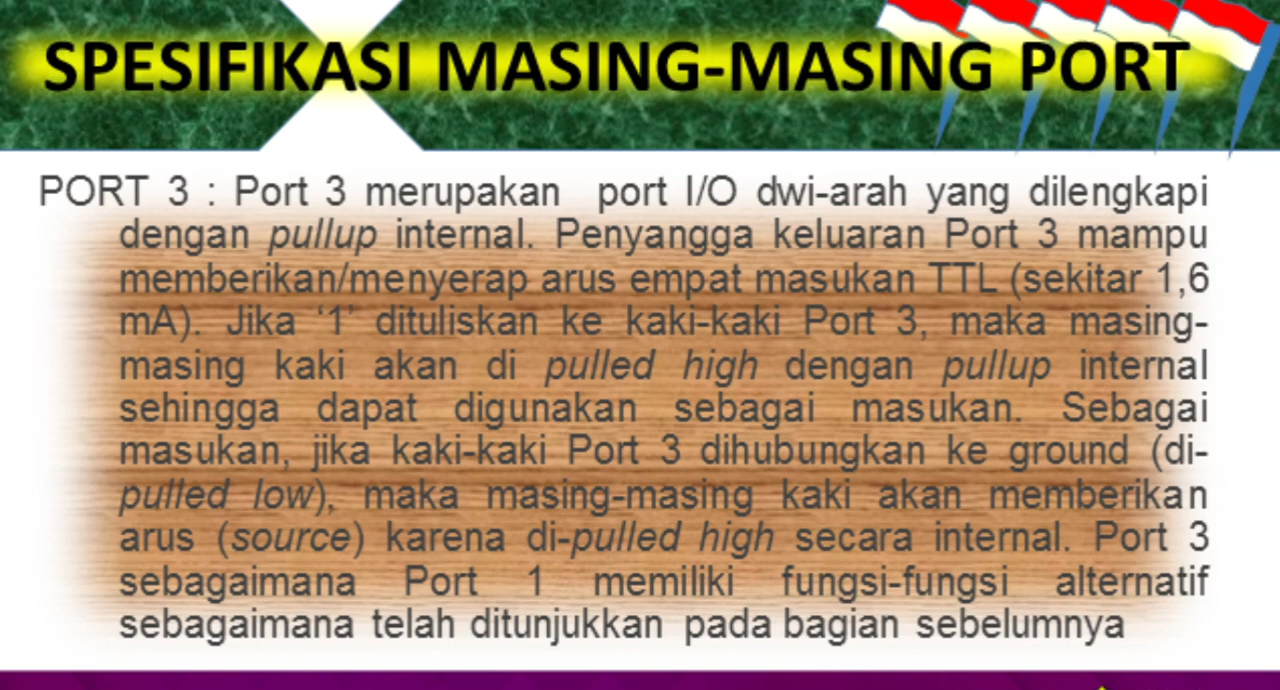 SPESIFIKASI MASING-MASING PORT
PORT 3 : Port 3 merupakan port I/O dwi-arah yang dilengkapi
dengan pullup internal. Penyangga keluaran Port 3 mampu
memberikan/menyerap arus empat masukan TTL (sekitar 1,6
mA). Jika ‘1’ dituliskan ke kaki-kaki Port 3, maka masing-
masing kaki akan di pulled high dengan pullup internal
sehingga dapat digunakan sebagai masukan. Sebagai
masukan, jika kaki-kaki Port 3 dihubungkan ke ground (di-
pulled low), maka masing-masing kaki akan memberikan
arus (source) karena di-pulled high secara internal. Port 3
sebagaimana Port 1 memiliki fungsi-fungsi alternatif
sebagaimana telah ditunjukkan pada bagian sebelumnya